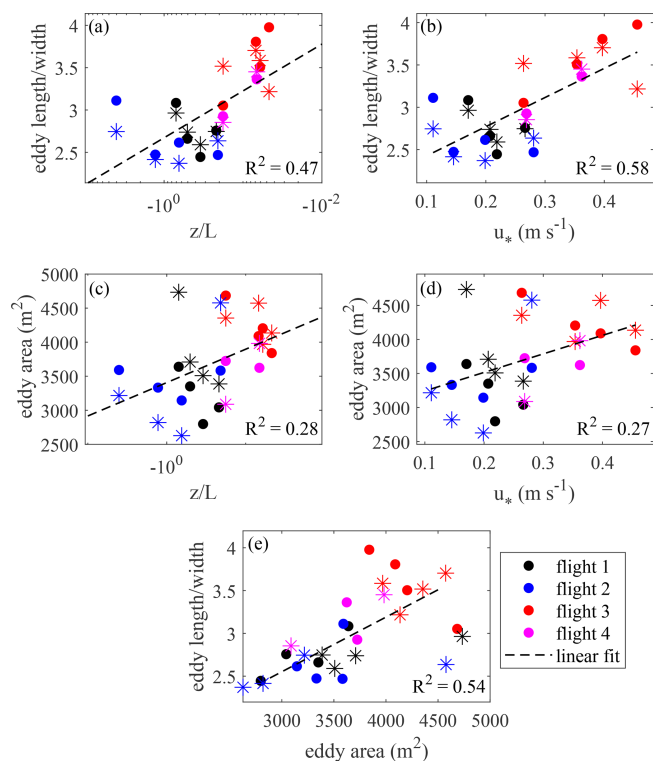 (a)
eddy length/width
4
3.5
3
2.5
R² = 0.47
-10⁰
-10⁻²
z/L
(b)
eddy length/width
4
3.5
3
2.5
R² = 0.58
0.1
0.2
0.3
0.4
u* (m s⁻¹)
(c)
eddy area (m²)
5000
4500
4000
3500
3000
2500
R² = 0.28
-10⁰
z/L
(d)
eddy area (m²)
4500
4000
3500
3000
2500
R² = 0.27
0.1
0.2
0.3
0.4
u* (m s⁻¹)
(e)
eddy length/width
4
3.5
3
2.5
R² = 0.54
3000
3500
4000
4500
5000
eddy area (m²)
flight 1
flight 2
flight 3
flight 4
linear fit